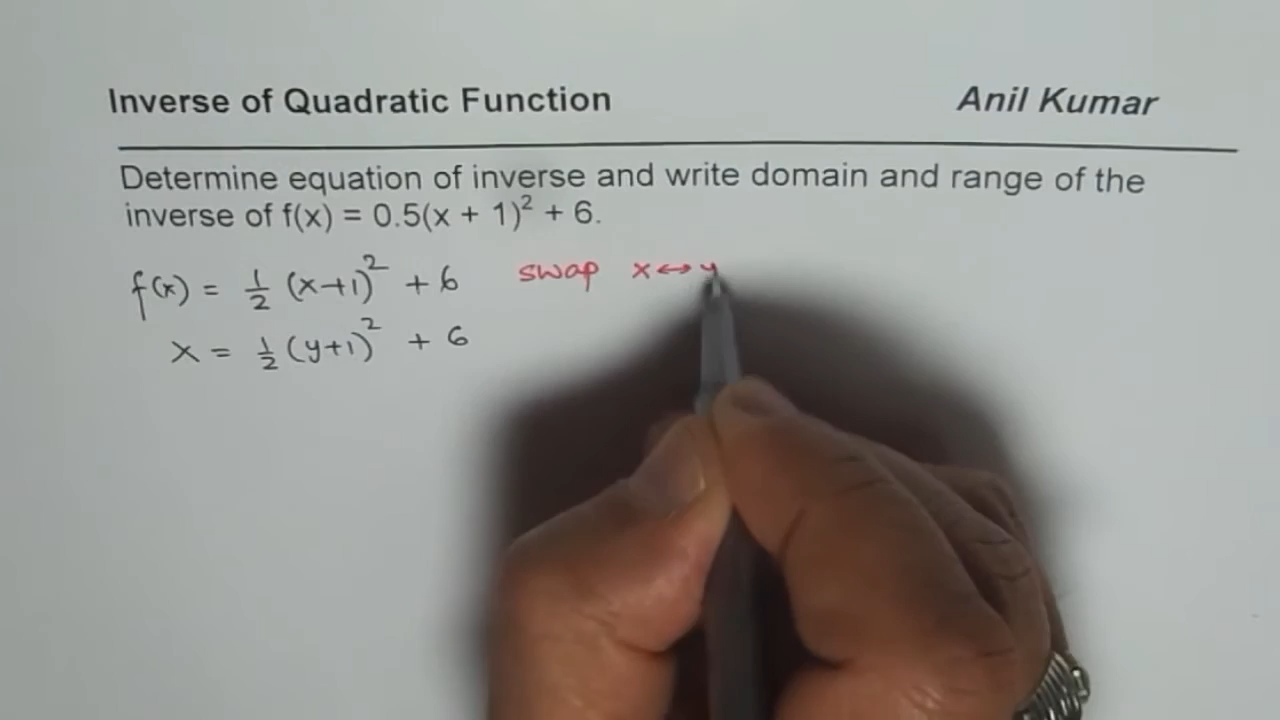 Inverse of Quadratic Function Anil Kumar
Determine equation of inverse and write domain and range of the
inverse of f(x) = 0.5(x + 1)² + 6.
f(x) = 1/2 (x+1)² + 6 swap x↔y
x = 1/2 (y+1)² + 6